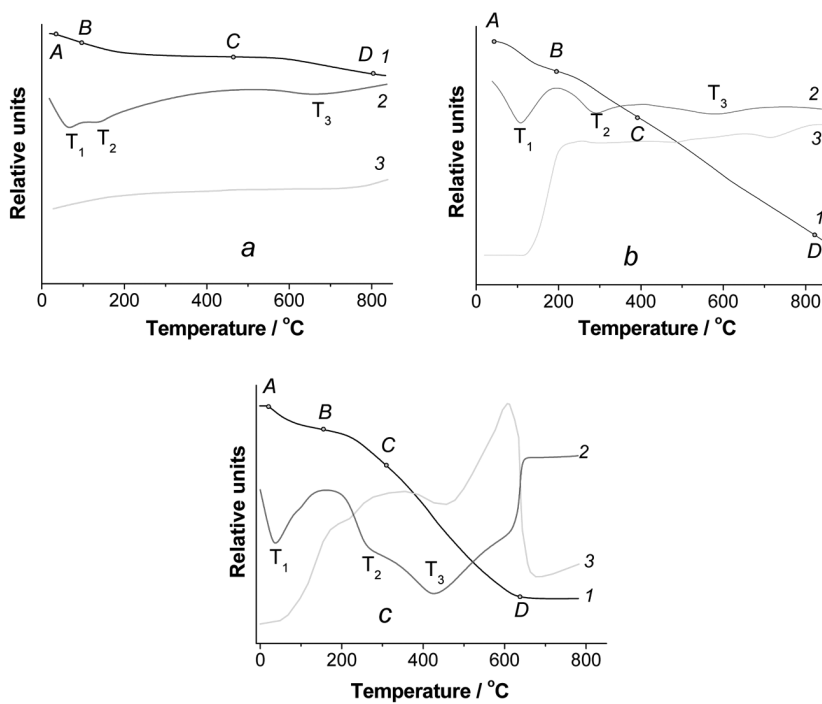 A
B
C
D
1
2
T1
T2
T3
3
a
Relative units
0
200
400
600
800
Temperature / °C
A
B
2
T3
T1
T2
C
3
1
b
D
Relative units
0
200
400
600
800
Temperature / °C
A
B
C
2
T1
T2
T3
3
c
D
1
Relative units
0
200
400
600
800
Temperature / °C